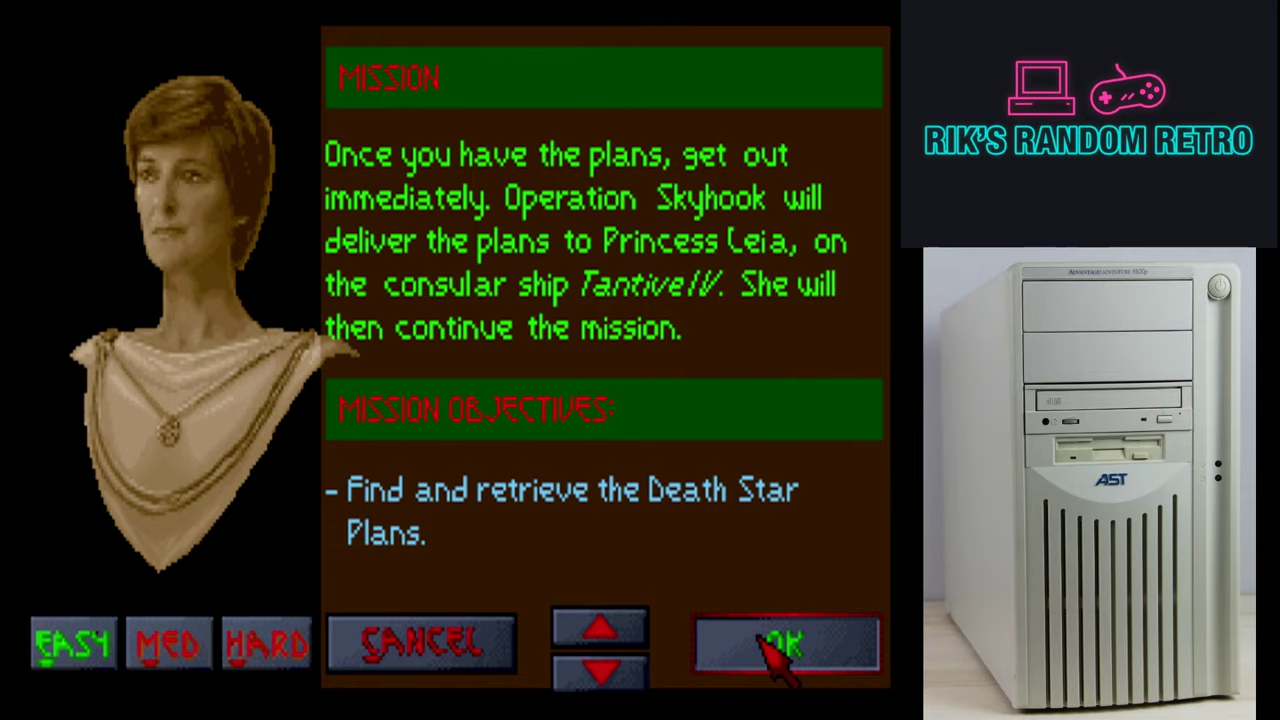 MISSION
Once you have the plans, get out
immediately. Operation Skyhook will
deliver the plans to Princess Leia, on
the consular ship Tantive IV. She will
then continue the mission.
MISSION OBJECTIVES:
- Find and retrieve the Death Star
Plans.
EASY MED HARD CANCEL OK
RIK'S RANDOM RETRO
AST